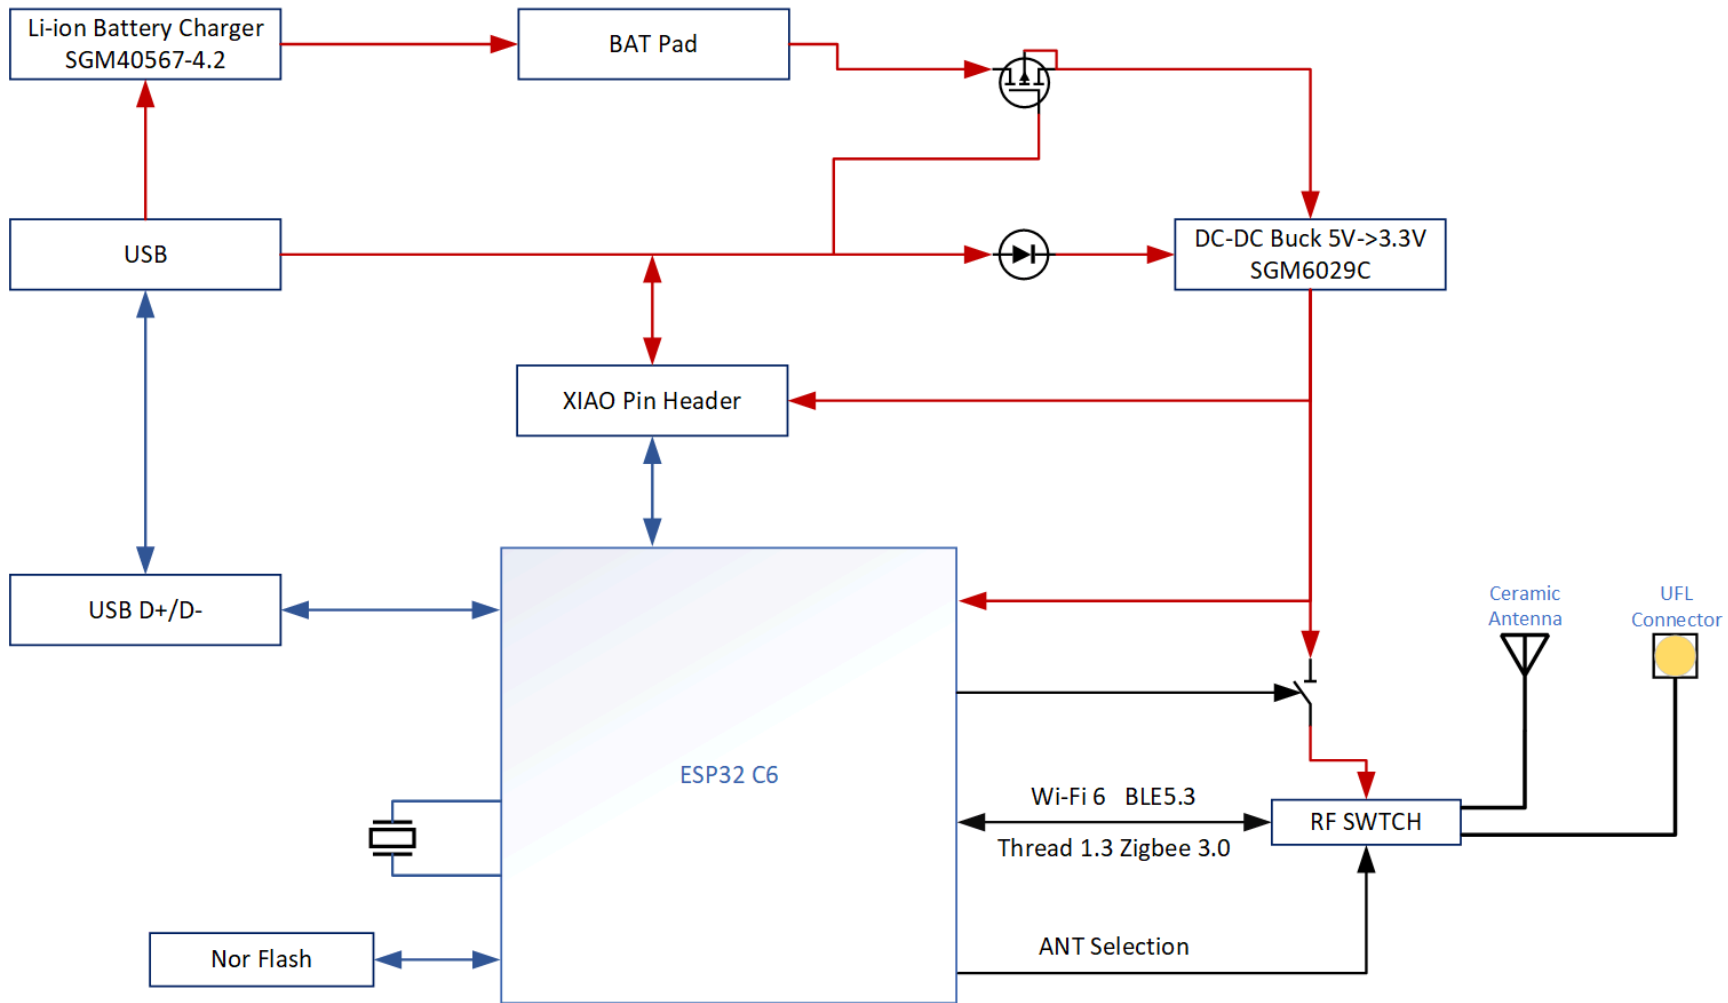 Li-ion Battery Charger
SGM40567-4.2
BAT Pad
USB
DC-DC Buck 5V->3.3V
SGM6029C
XIAO Pin Header
USB D+/D-
Ceramic
Antenna
UFL
Connector
ESP32 C6
Wi-Fi 6 BLE5.3
Thread 1.3 Zigbee 3.0
RF SWTCH
ANT Selection
Nor Flash